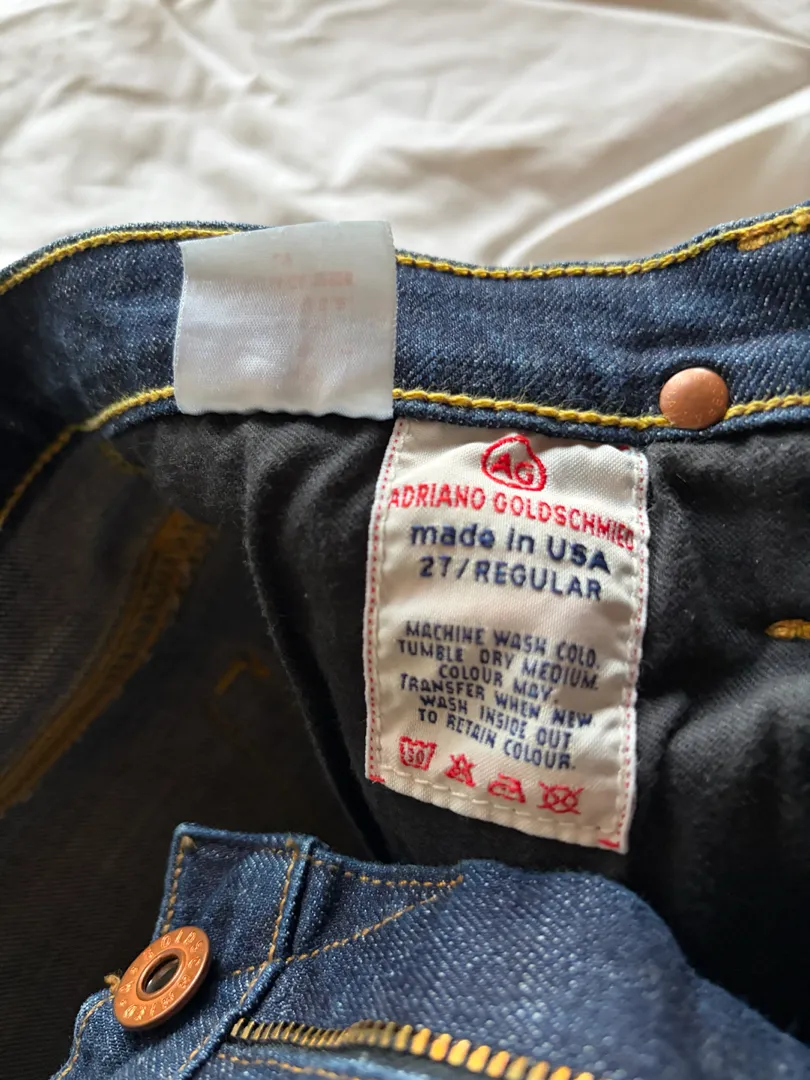 AG
ADRIANO GOLDSCHMIED
made in USA
27/REGULAR
MACHINE WASH COLD.
TUMBLE DRY MEDIUM.
COLOUR MAY
TRANSFER WHEN NEW
WASH INSIDE OUT
TO RETAIN COLOUR.
30